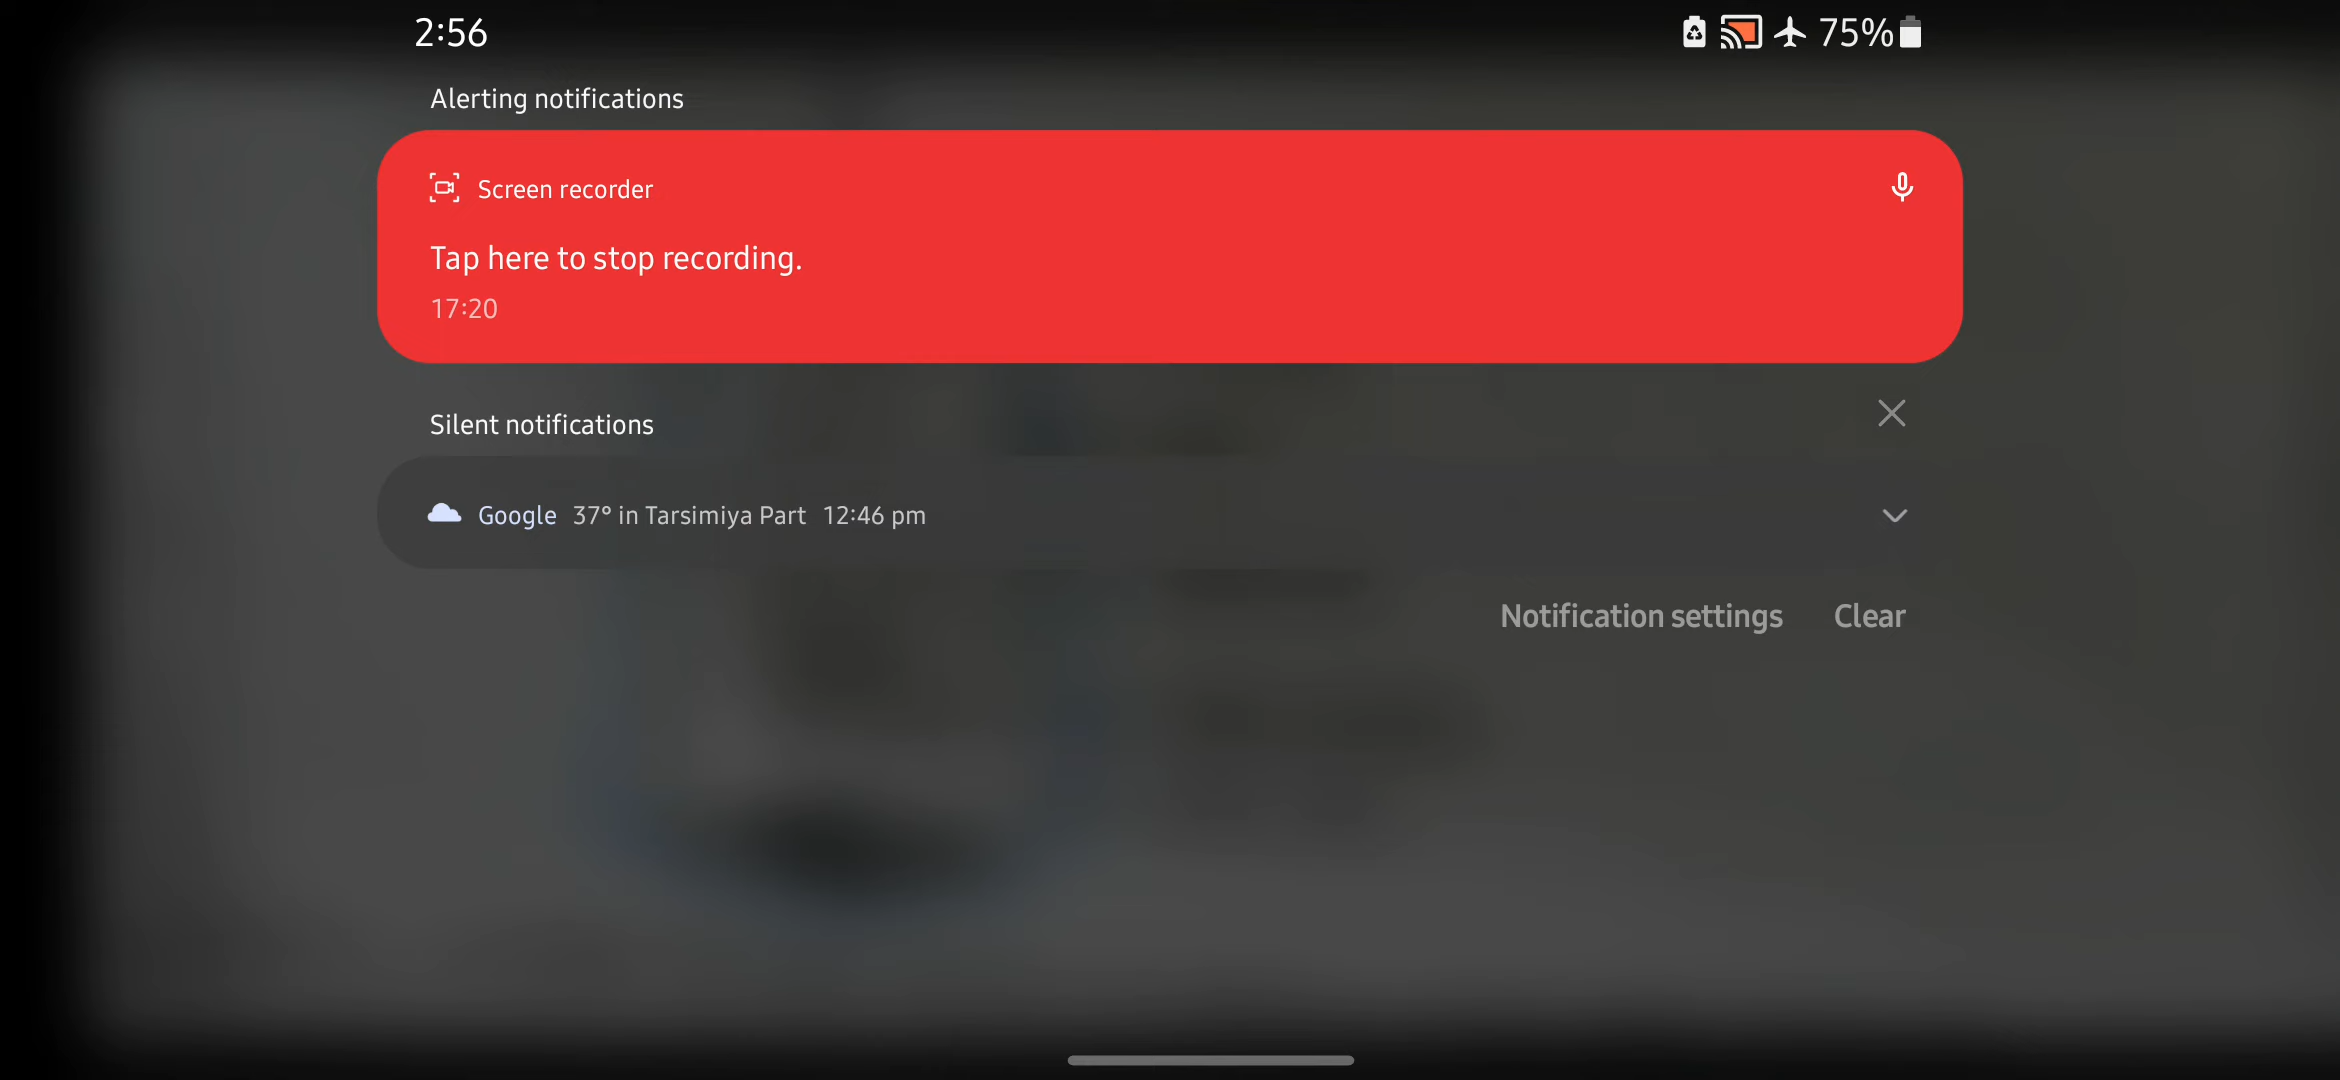 2:56 75%
Alerting notifications
Screen recorder
Tap here to stop recording.
17:20
Silent notifications
Google 37° in Tarsimiya Part 12:46 pm
Notification settings Clear